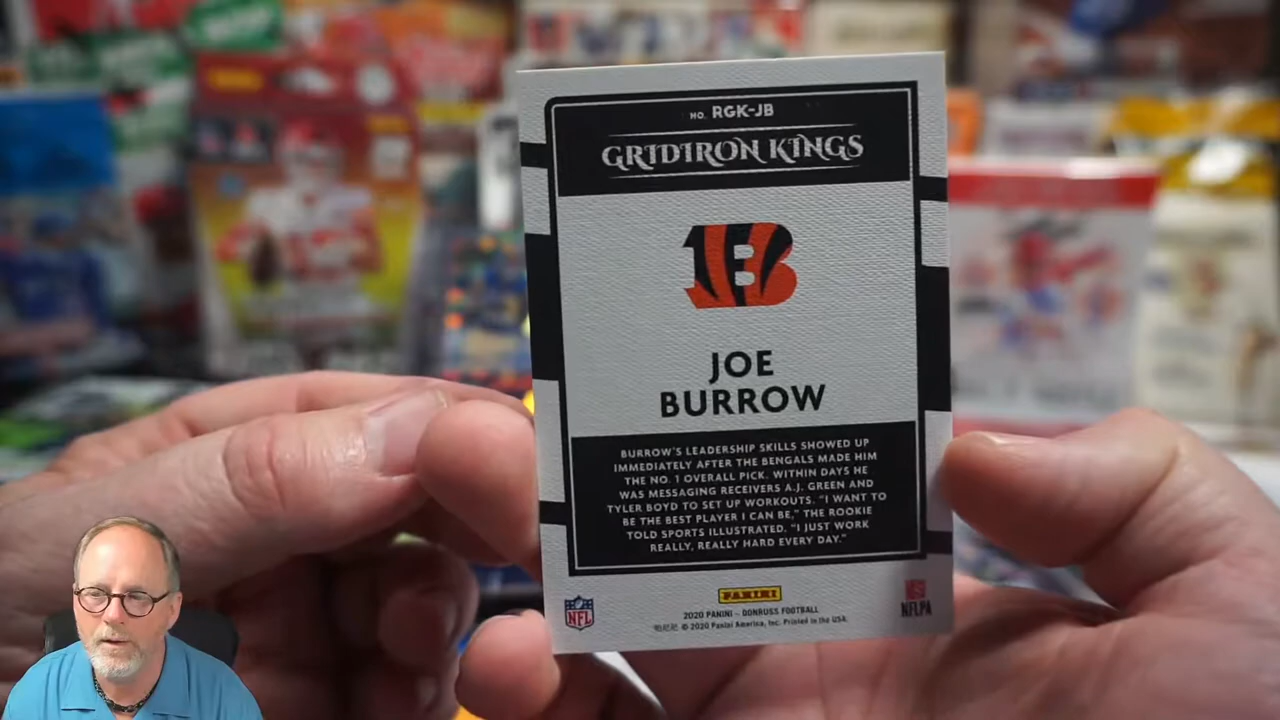 NO. RGK-JB
GRIDIRON KINGS
B
JOE
BURROW
BURROW'S LEADERSHIP SKILLS SHOWED UP
IMMEDIATELY AFTER THE BENGALS MADE HIM
THE NO. 1 OVERALL PICK. WITHIN DAYS HE
WAS MESSAGING RECEIVERS A.J. GREEN AND
TYLER BOYD TO SET UP WORKOUTS. "I WANT TO
BE THE BEST PLAYER I CAN BE," THE ROOKIE
TOLD SPORTS ILLUSTRATED. "I JUST WORK
REALLY, REALLY HARD EVERY DAY."
PANINI
NFL
NFLPA
2020 PANINI – DONRUSS FOOTBALL
© 2020 Panini America, Inc. Printed in the USA.